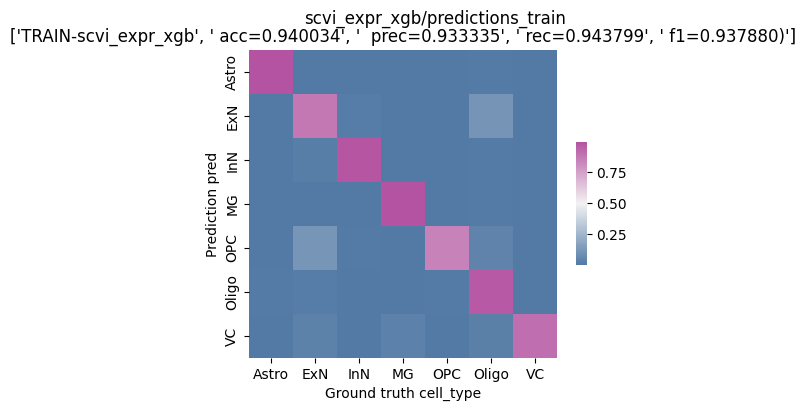 scvi_expr_xgb/predictions_train
['TRAIN-scvi_expr_xgb', ' acc=0.940034', '  prec=0.933335', ' rec=0.943799', ' f1=0.937880)']
Astro
ExN
InN
MG
OPC
Oligo
VC
Prediction pred
0.75
0.50
0.25
Astro ExN InN MG OPC Oligo VC
Ground truth cell_type